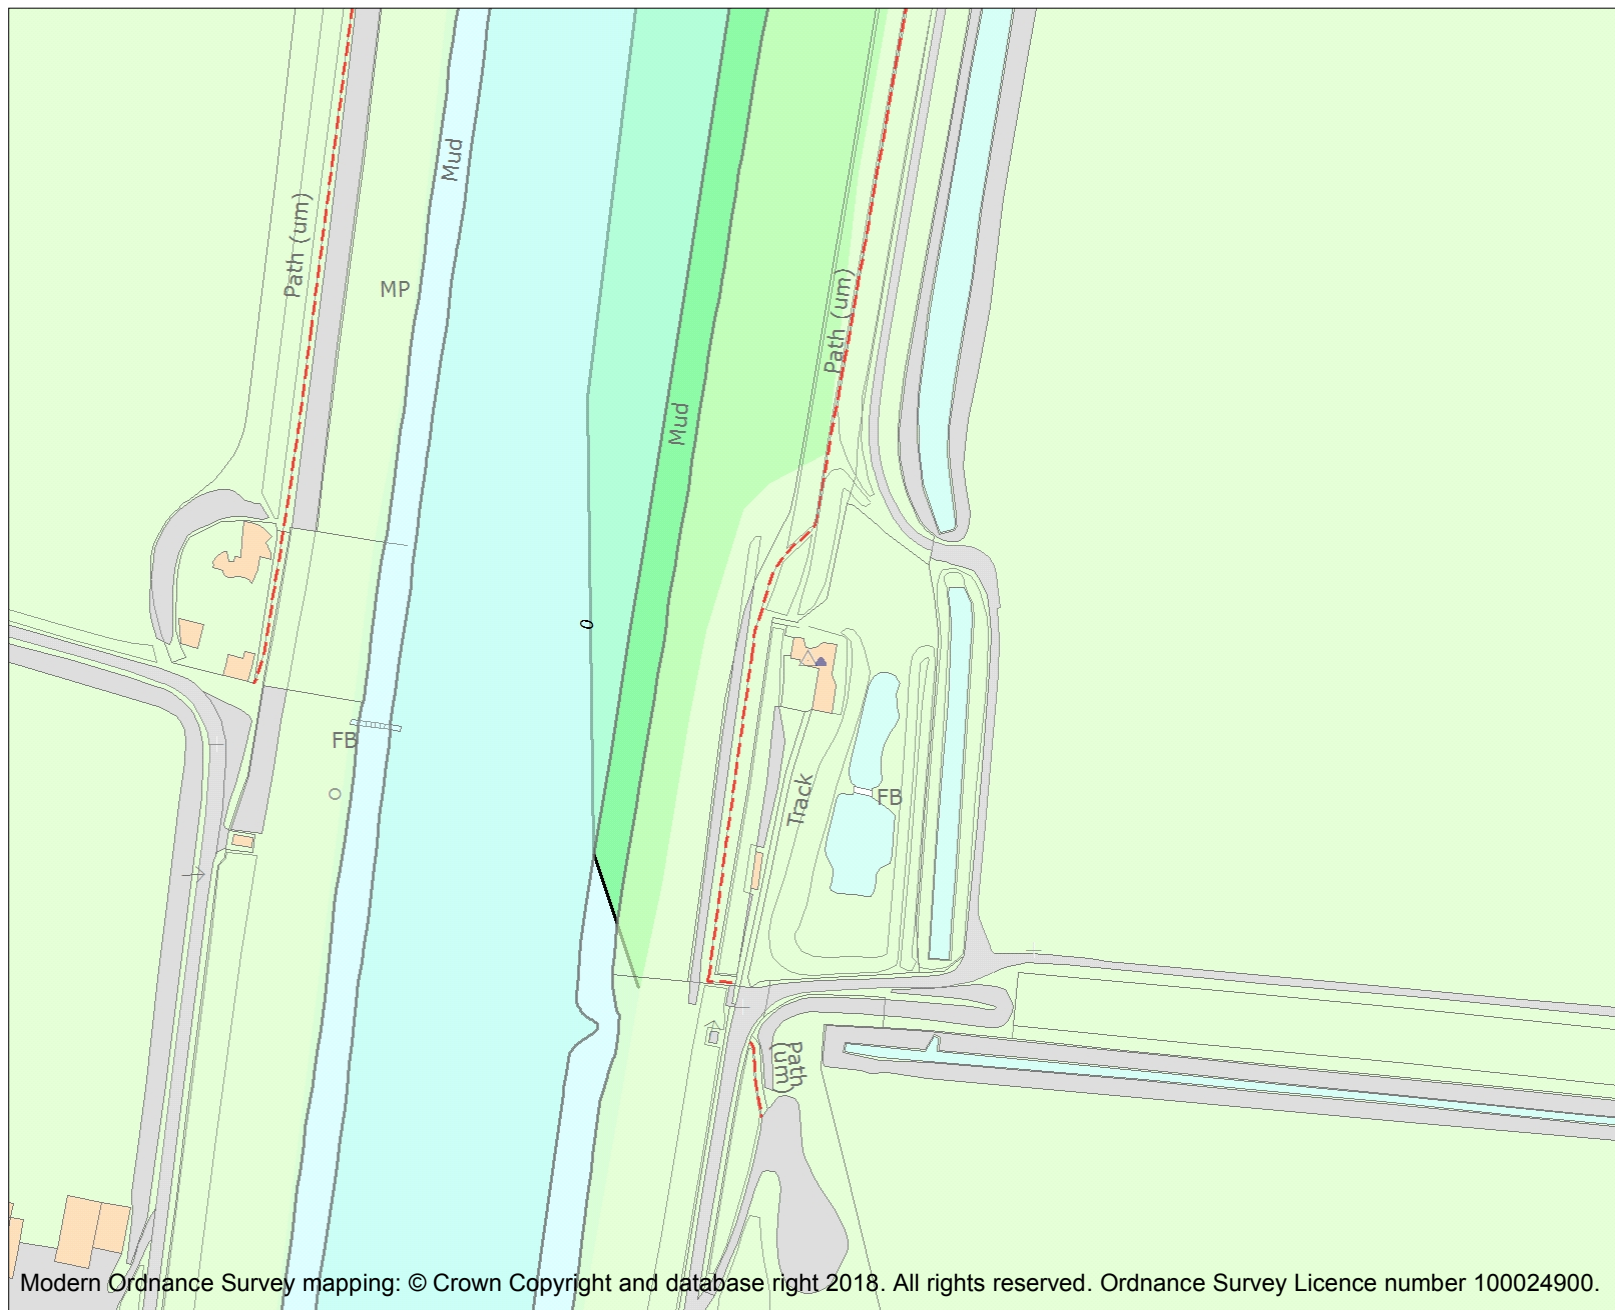 Mud
Path (um)
MP
Path (um)
Mud
0
FB
Track
FB
Path
(um)
Modern Ordnance Survey mapping: © Crown Copyright and database right 2018. All rights reserved. Ordnance Survey Licence number 100024900.